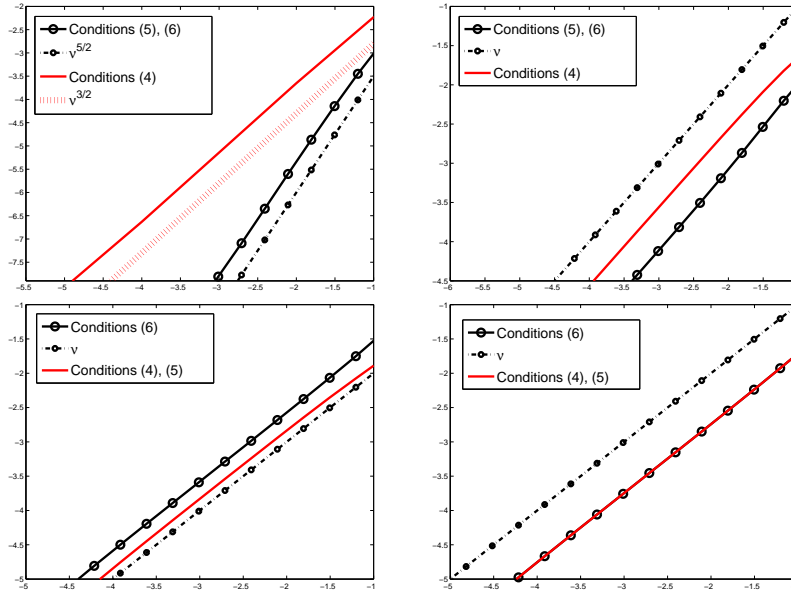 Conditions (5), (6)
ν^{5/2}
Conditions (4)
ν^{3/2}
−2
−2.5
−3
−3.5
−4
−4.5
−5
−5.5
−6
−6.5
−7
−7.5
−5.5 −5 −4.5 −4 −3.5 −3 −2.5 −2 −1.5 −1
Conditions (5), (6)
ν
Conditions (4)
−1
−1.5
−2
−2.5
−3
−3.5
−4
−4.5
−6 −5.5 −5 −4.5 −4 −3.5 −3 −2.5 −2 −1.5
Conditions (6)
ν
Conditions (4), (5)
−1
−1.5
−2
−2.5
−3
−3.5
−4
−4.5
−5
−5 −4.5 −4 −3.5 −3 −2.5 −2 −1.5 −1
Conditions (6)
ν
Conditions (4), (5)
−1
−1.5
−2
−2.5
−3
−3.5
−4
−4.5
−5
−5 −4.5 −4 −3.5 −3 −2.5 −2 −1.5